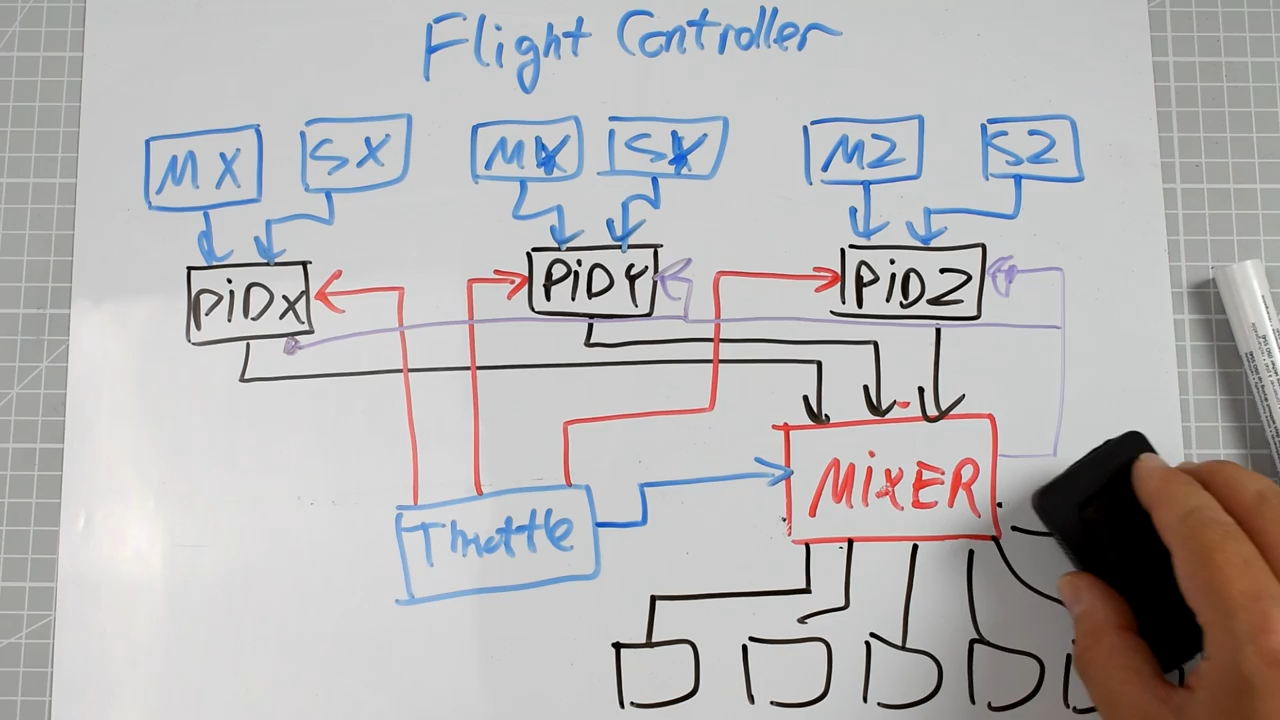 Flight Controller
MX SX MY SY MZ SZ
PiDX PiDY PiDZ
MiXER
Throttle